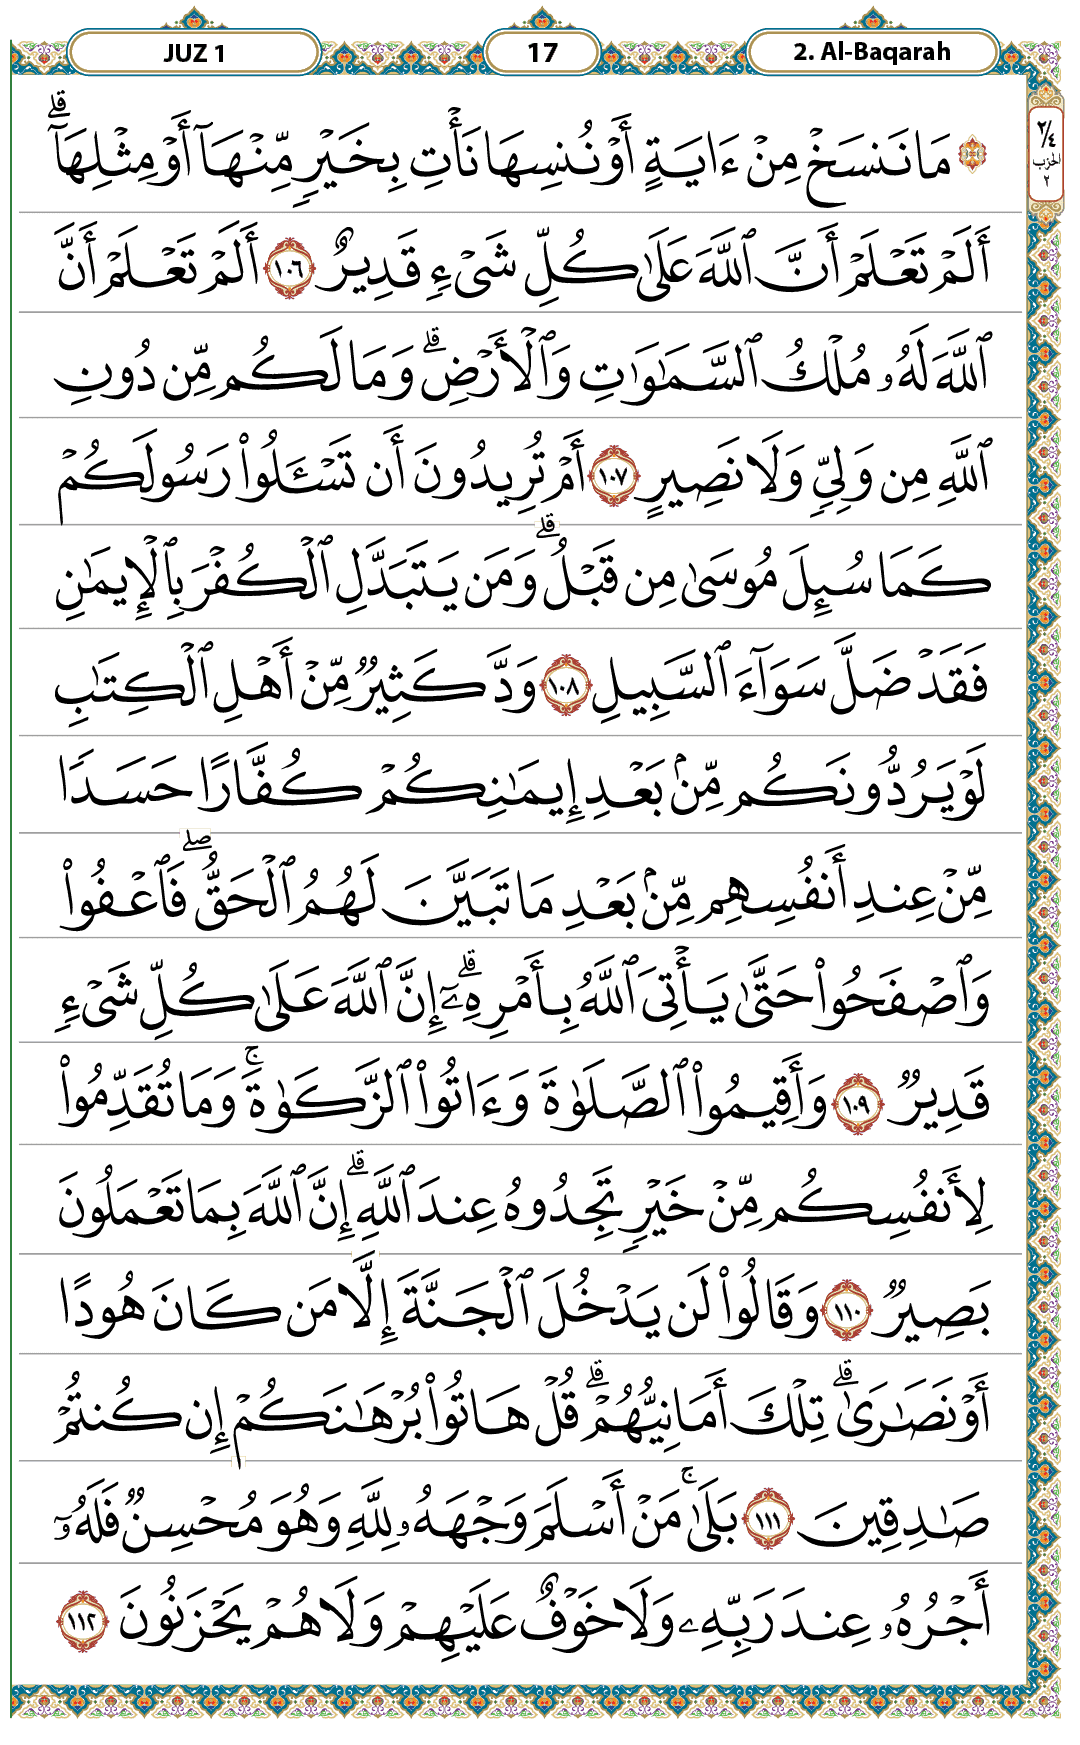 JUZ 1 17 2. Al-Baqarah
٢/٤
الحزب
٢
۞ مَا نَنسَخْ مِنْ ءَايَةٍ أَوْ نُنسِهَا نَأْتِ بِخَيْرٍ مِّنْهَآ أَوْ مِثْلِهَآ ۗ
أَلَمْ تَعْلَمْ أَنَّ ٱللَّهَ عَلَىٰ كُلِّ شَىْءٍ قَدِيرٌ ١٠٦ أَلَمْ تَعْلَمْ أَنَّ
ٱللَّهَ لَهُۥ مُلْكُ ٱلسَّمَـٰوَٰتِ وَٱلْأَرْضِ ۗ وَمَا لَكُم مِّن دُونِ
ٱللَّهِ مِن وَلِىٍّ وَلَا نَصِيرٍ ١٠٧ أَمْ تُرِيدُونَ أَن تَسْـَٔلُوا۟ رَسُولَكُمْ
كَمَا سُئِلَ مُوسَىٰ مِن قَبْلُ ۗ وَمَن يَتَبَدَّلِ ٱلْكُفْرَ بِٱلْإِيمَـٰنِ
فَقَدْ ضَلَّ سَوَآءَ ٱلسَّبِيلِ ١٠٨ وَدَّ كَثِيرٌ مِّنْ أَهْلِ ٱلْكِتَـٰبِ
لَوْ يَرُدُّونَكُم مِّنۢ بَعْدِ إِيمَـٰنِكُمْ كُفَّارًا حَسَدًا
مِّنْ عِندِ أَنفُسِهِم مِّنۢ بَعْدِ مَا تَبَيَّنَ لَهُمُ ٱلْحَقُّ ۖ فَٱعْفُوا۟
وَٱصْفَحُوا۟ حَتَّىٰ يَأْتِىَ ٱللَّهُ بِأَمْرِهِۦٓ ۗ إِنَّ ٱللَّهَ عَلَىٰ كُلِّ شَىْءٍ
قَدِيرٌ ١٠٩ وَأَقِيمُوا۟ ٱلصَّلَوٰةَ وَءَاتُوا۟ ٱلزَّكَوٰةَ ۚ وَمَا تُقَدِّمُوا۟
لِأَنفُسِكُم مِّنْ خَيْرٍ تَجِدُوهُ عِندَ ٱللَّهِ ۗ إِنَّ ٱللَّهَ بِمَا تَعْمَلُونَ
بَصِيرٌ ١١٠ وَقَالُوا۟ لَن يَدْخُلَ ٱلْجَنَّةَ إِلَّا مَن كَانَ هُودًا
أَوْ نَصَـٰرَىٰ ۗ تِلْكَ أَمَانِيُّهُمْ ۗ قُلْ هَاتُوا۟ بُرْهَـٰنَكُمْ إِن كُنتُمْ
صَـٰدِقِينَ ١١١ بَلَىٰ ۚ مَنْ أَسْلَمَ وَجْهَهُۥ لِلَّهِ وَهُوَ مُحْسِنٌ فَلَهُۥٓ
أَجْرُهُۥ عِندَ رَبِّهِۦ وَلَا خَوْفٌ عَلَيْهِمْ وَلَا هُمْ يَحْزَنُونَ ١١٢